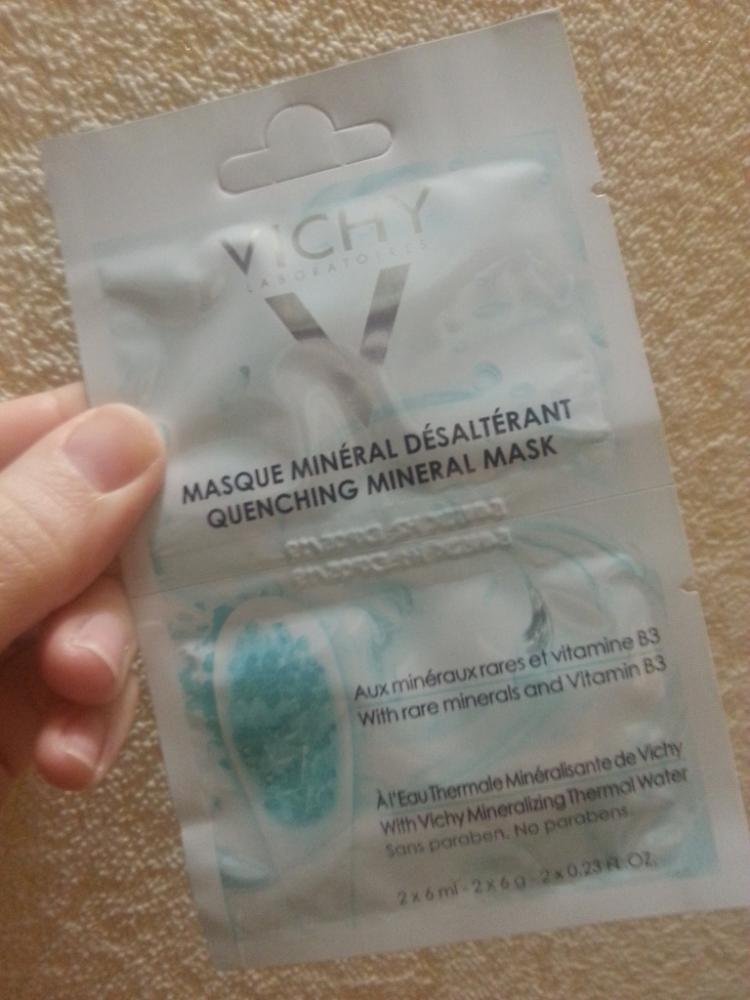 VICHY
LABORATOIRES
V
MASQUE MINÉRAL DÉSALTÉRANT
QUENCHING MINERAL MASK
Aux minéraux rares et vitamine B3
With rare minerals and Vitamin B3
À l'Eau Thermale Minéralisante de Vichy
With Vichy Mineralizing Thermal Water
Sans paraben. No parabens.
2 x 6 ml - 2 x 6 g - 2 x 0.23 FL. OZ.